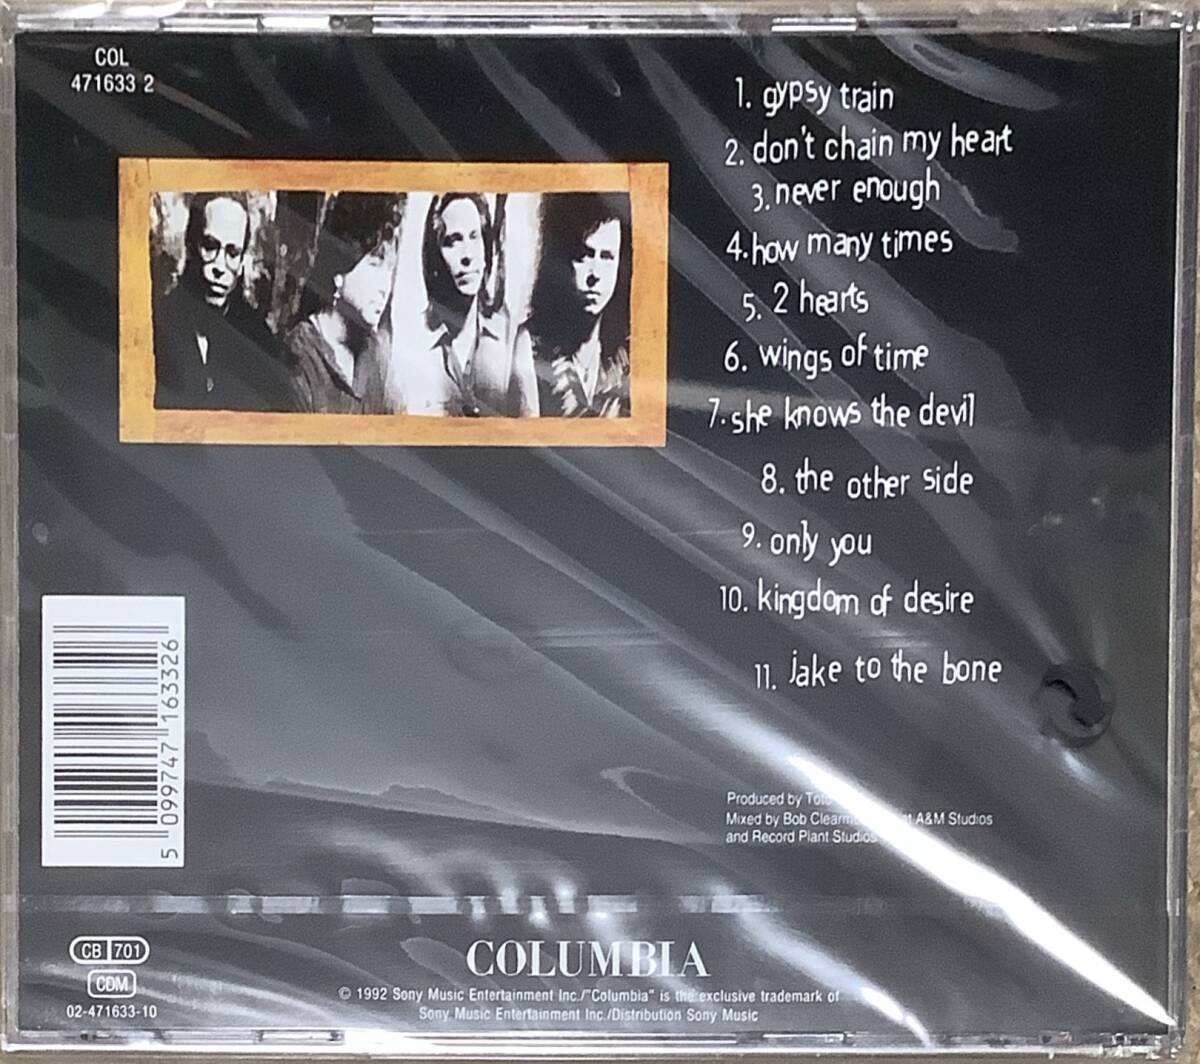 COL
471633 2
1. gypsy train
2. don't chain my heart
3. never enough
4. how many times
5. 2 hearts
6. wings of time
7. she knows the devil
8. the other side
9. only you
10. kingdom of desire
11. jake to the bone
5 099747 163326
Produced by
Mixed by Bob A&M Studios
and Record Plant Studios
CB 701
CDM
02-471633-10
COLUMBIA
© 1992 Sony Music Entertainment Inc./"Columbia" is the exclusive trademark of
Sony Music Entertainment Inc./Distribution Sony Music